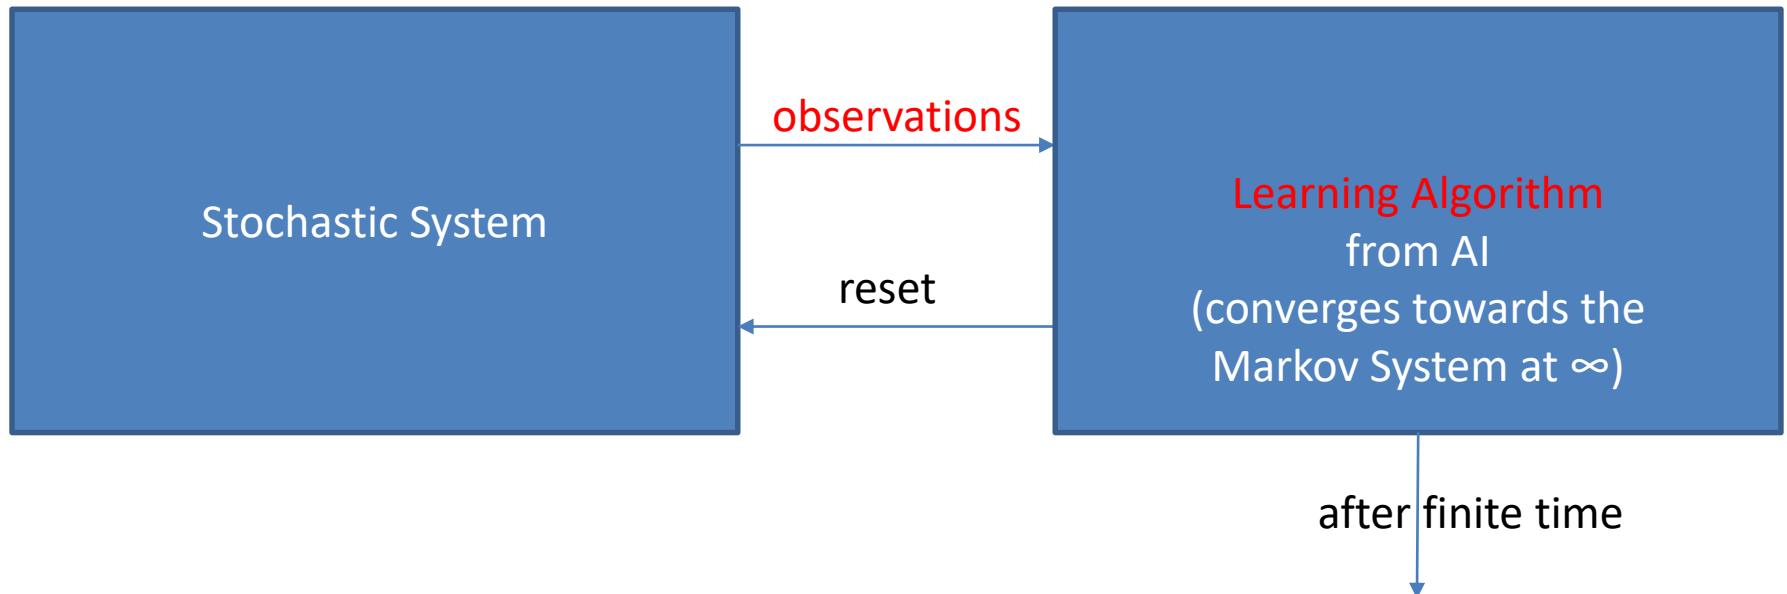 Stochastic System
observations
reset
Learning Algorithm
from AI
(converges towards the
Markov System at ∞)
after finite time